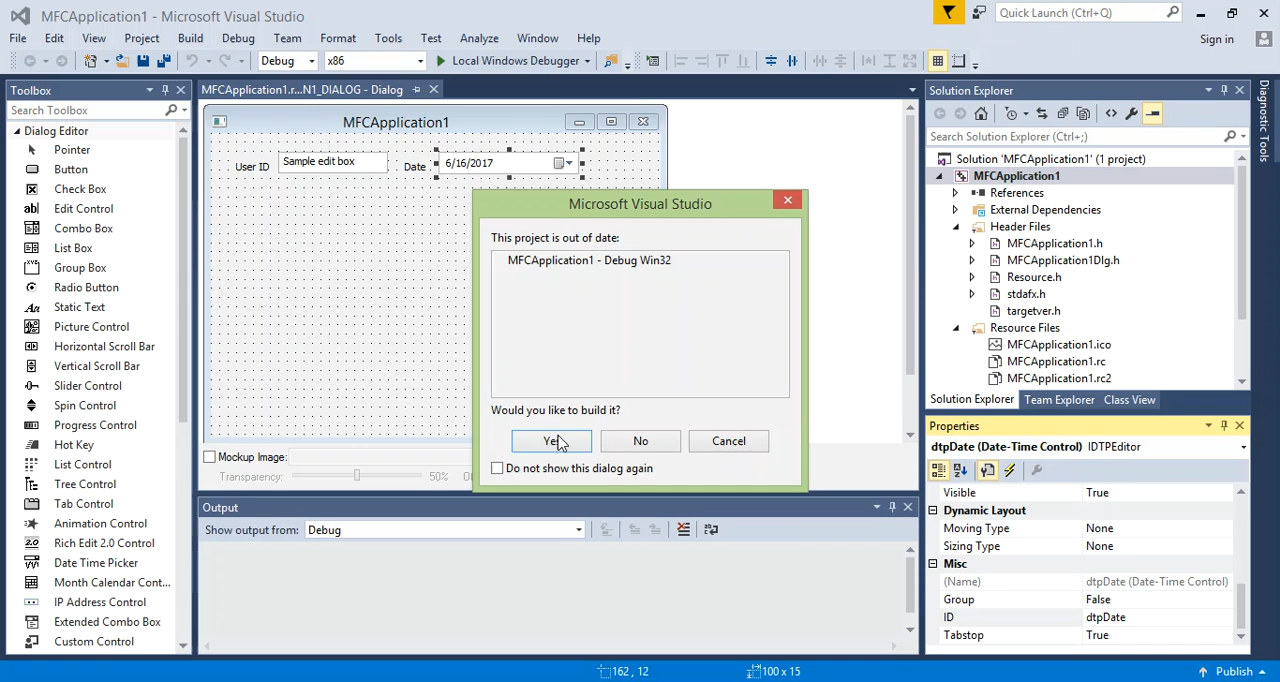 MFCApplication1 - Microsoft Visual Studio
Quick Launch (Ctrl+Q)
File Edit View Project Build Debug Team Format Tools Test Analyze Window Help
Sign in
Debug x86 Local Windows Debugger
Toolbox
Search Toolbox
Dialog Editor
Pointer
Button
Check Box
Edit Control
Combo Box
List Box
Group Box
Radio Button
Static Text
Picture Control
Horizontal Scroll Bar
Vertical Scroll Bar
Slider Control
Spin Control
Progress Control
Hot Key
List Control
Tree Control
Tab Control
Animation Control
Rich Edit 2.0 Control
Date Time Picker
Month Calendar Cont...
IP Address Control
Extended Combo Box
Custom Control
MFCApplication1.r...N1_DIALOG - Dialog
MFCApplication1
User ID Sample edit box Date 6/16/2017
Mockup Image:
Transparency: 50%
Microsoft Visual Studio
This project is out of date:
MFCApplication1 - Debug Win32
Would you like to build it?
Yes No Cancel
Do not show this dialog again
Output
Show output from: Debug
Solution Explorer
Search Solution Explorer (Ctrl+;)
Solution 'MFCApplication1' (1 project)
MFCApplication1
References
External Dependencies
Header Files
MFCApplication1.h
MFCApplication1Dlg.h
Resource.h
stdafx.h
targetver.h
Resource Files
MFCApplication1.ico
MFCApplication1.rc
MFCApplication1.rc2
Solution Explorer Team Explorer Class View
Properties
dtpDate (Date-Time Control) IDTPEditor
Visible True
Dynamic Layout
Moving Type None
Sizing Type None
Misc
(Name) dtpDate (Date-Time Control)
Group False
ID dtpDate
Tabstop True
Diagnostic Tools
162, 12 100 x 15 Publish